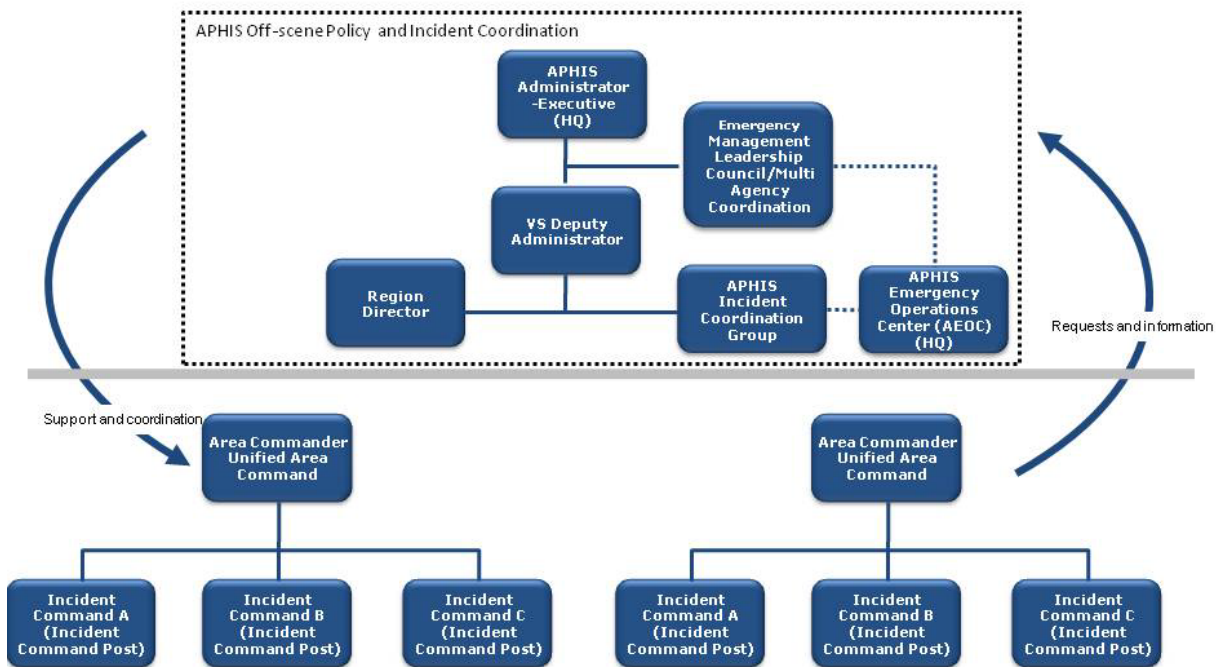 APHIS Off-scene Policy and Incident Coordination
APHIS
Administrator
-Executive
(HQ)
Emergency
Management
Leadership
Council/Multi
Agency
Coordination
VS Deputy
Administrator
Region
Director
APHIS
Incident
Coordination
Group
APHIS
Emergency
Operations
Center (AEOC)
(HQ)
Requests and information
Support and coordination
Area Commander
Unified Area
Command
Area Commander
Unified Area
Command
Incident
Command A
(Incident
Command Post)
Incident
Command B
(Incident
Command Post)
Incident
Command C
(Incident
Command Post)
Incident
Command A
(Incident
Command Post)
Incident
Command B
(Incident
Command Post)
Incident
Command C
(Incident
Command Post)